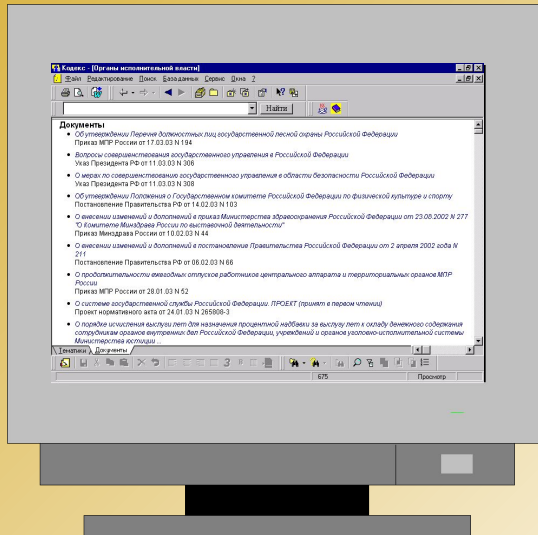 Кодекс - [Органы исполнительной власти]
Файл Редактирование Поиск База данных Сервис Окна ?
Найти
Документы
Об утверждении Перечня должностных лиц государственной лесной охраны Российской Федерации
Приказ МПР России от 17.03.03 N 194
Вопросы совершенствования государственного управления в Российской Федерации
Указ Президента РФ от 11.03.03 N 306
О мерах по совершенствованию государственного управления в области безопасности Российской Федерации
Указ Президента РФ от 11.03.03 N 308
Об утверждении Положения о Государственном комитете Российской Федерации по физической культуре и спорту
Постановление Правительства РФ от 14.02.03 N 103
О внесении изменений и дополнений в приказ Министерства здравоохранения Российской Федерации от 23.08.2002 N 277
"О Комитете Минздрава России по выставочной деятельности"
Приказ Минздрава России от 10.02.03 N 44
О внесении изменений и дополнений в постановление Правительства Российской Федерации от 2 апреля 2002 года N
211
Постановление Правительства РФ от 06.02.03 N 66
О продолжительности ежегодных отпусков работников центрального аппарата и территориальных органов МПР
России
Приказ МПР России от 28.01.03 N 52
О системе государственной службы Российской Федерации. ПРОЕКТ (принят в первом чтении)
Проект нормативного акта от 24.01.03 N 265808-3
О порядке исчисления выслуги лет для назначения процентной надбавки за выслугу лет к окладу денежного содержания
сотрудникам органов внутренних дел Российской Федерации, учреждений и органов уголовно-исполнительной системы
Министерства юстиции ...
Тематики Документы
675 Просмотр